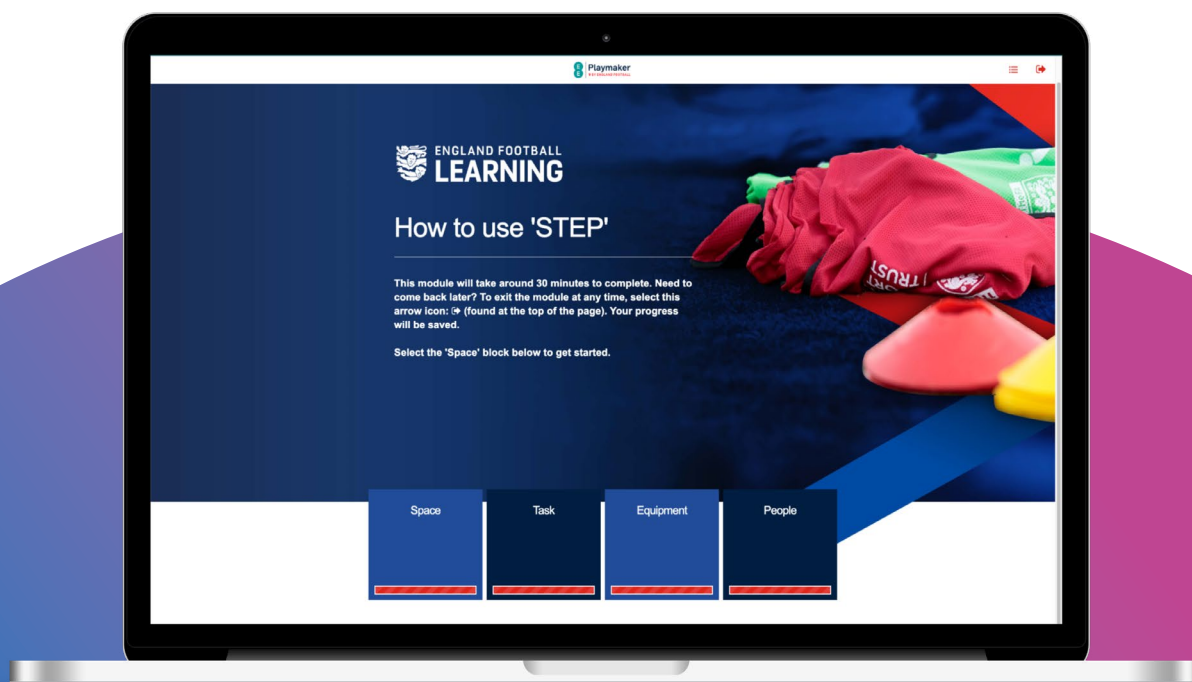 EE
Playmaker
BY ENGLAND FOOTBALL
ENGLAND FOOTBALL
LEARNING
How to use 'STEP'
This module will take around 30 minutes to complete. Need to
come back later? To exit the module at any time, select this
arrow icon: (found at the top of the page). Your progress
will be saved.
Select the 'Space' block below to get started.
TRUST
Space
Task
Equipment
People